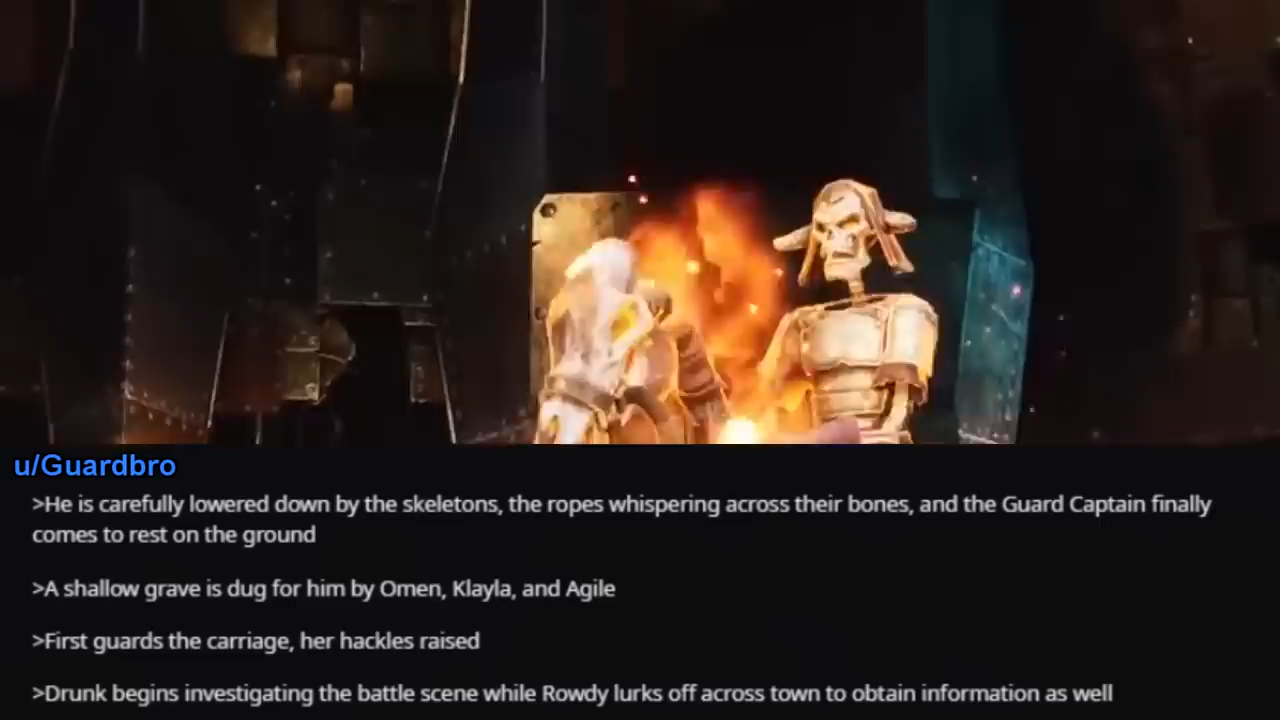 u/Guardbro
>He is carefully lowered down by the skeletons, the ropes whispering across their bones, and the Guard Captain finally
comes to rest on the ground
>A shallow grave is dug for him by Omen, Klayla, and Agile
>First guards the carriage, her hackles raised
>Drunk begins investigating the battle scene while Rowdy lurks off across town to obtain information as well